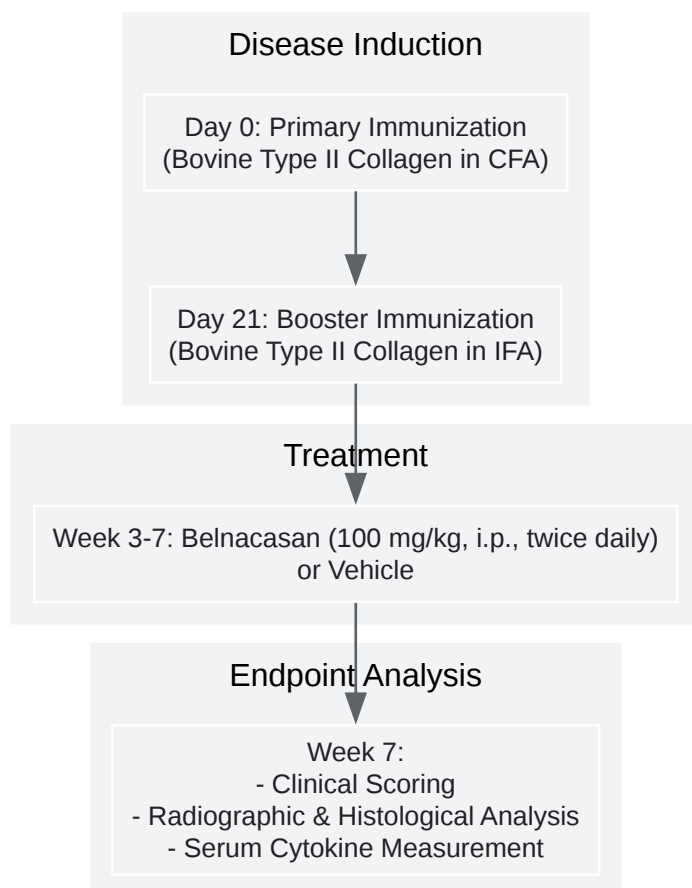 Disease Induction
Day 0: Primary Immunization
(Bovine Type II Collagen in CFA)
Day 21: Booster Immunization
(Bovine Type II Collagen in IFA)
Treatment
Week 3-7: Belnacasan (100 mg/kg, i.p., twice daily)
or Vehicle
Endpoint Analysis
Week 7:
- Clinical Scoring
- Radiographic & Histological Analysis
- Serum Cytokine Measurement